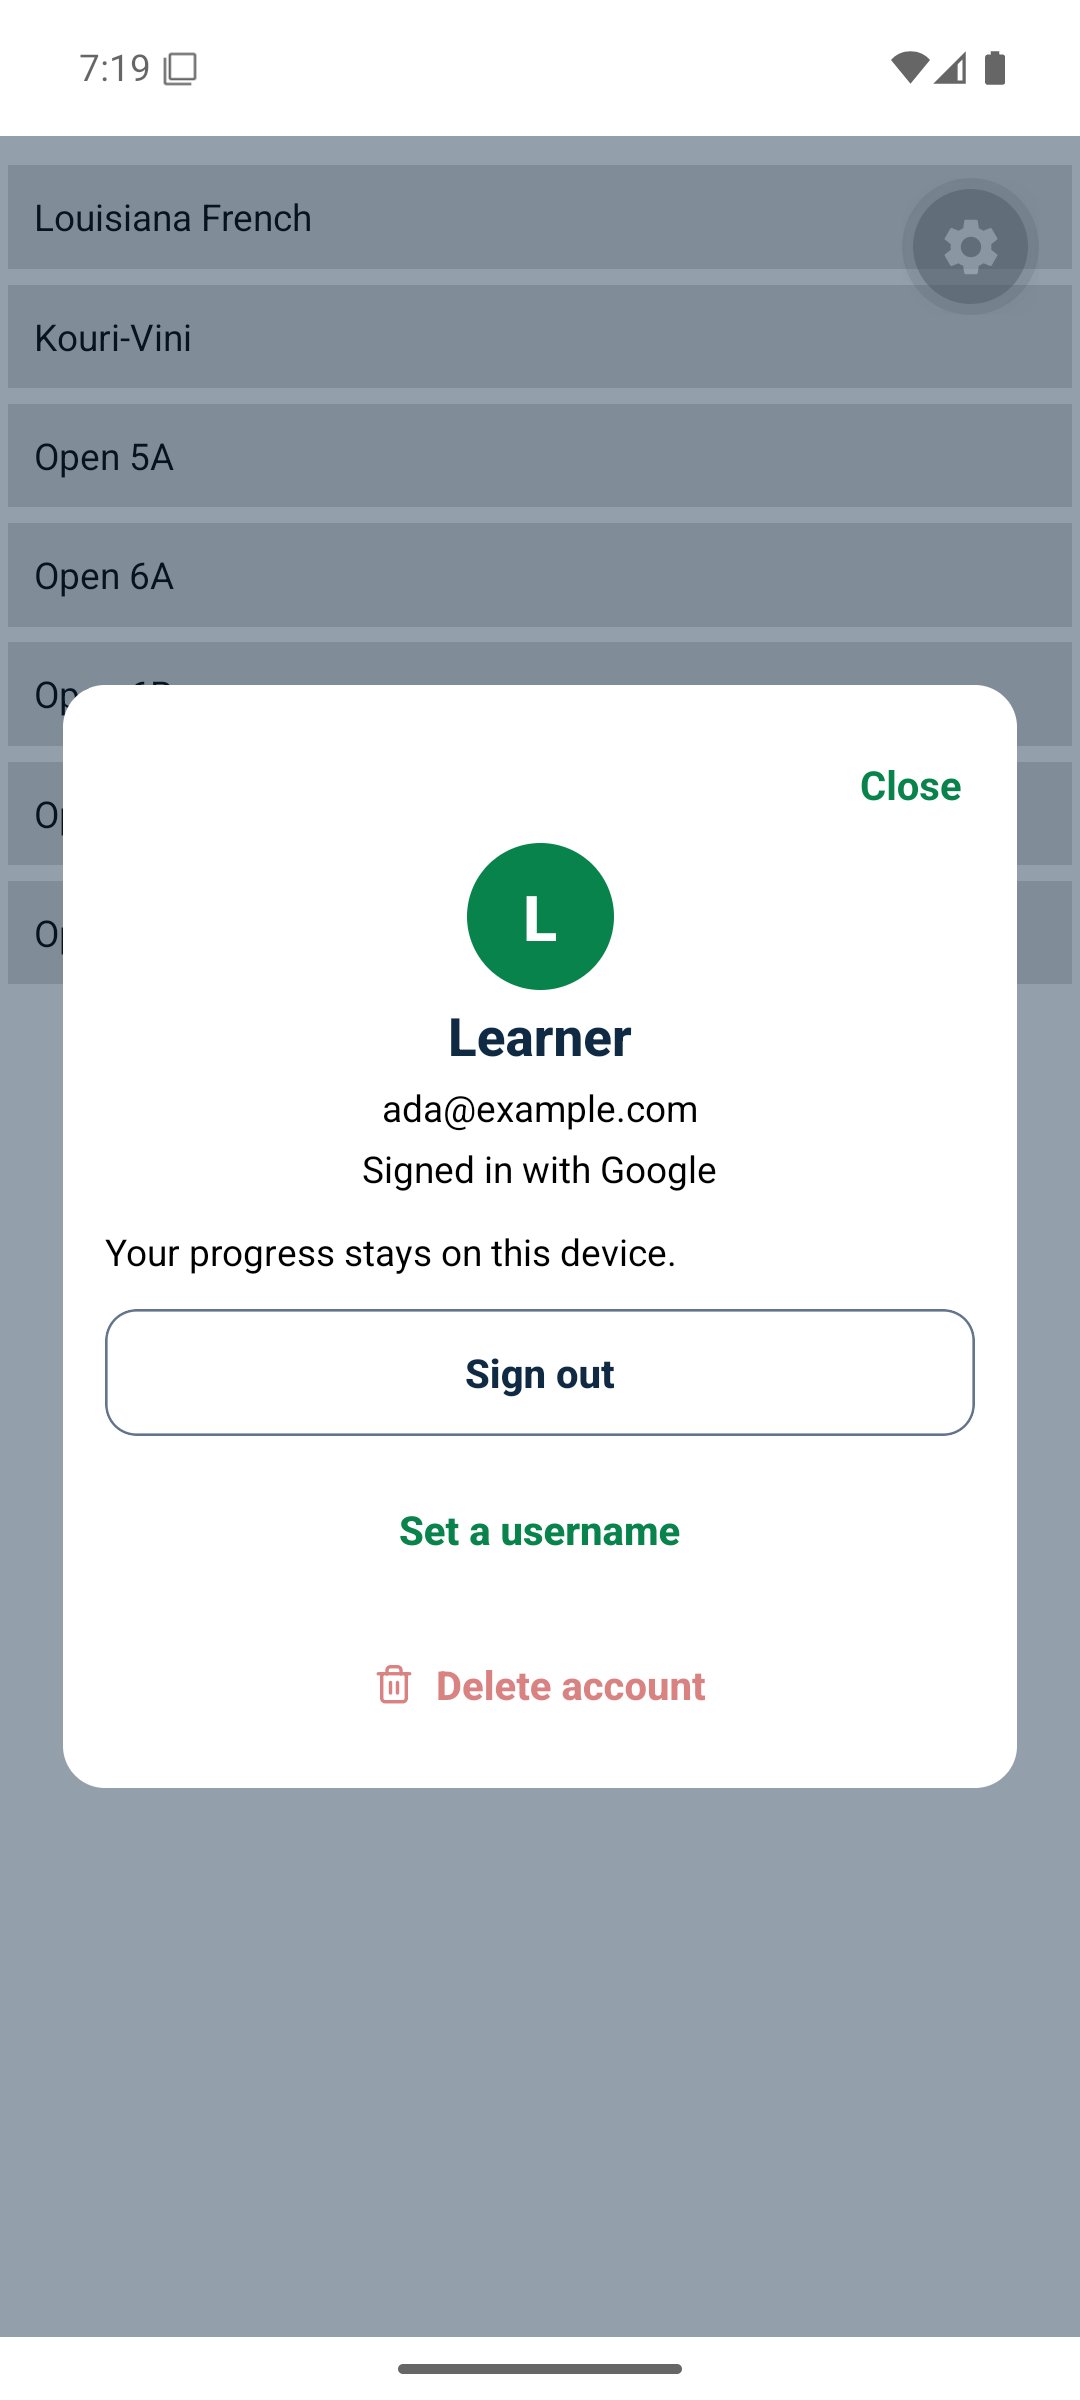 7:19
Louisiana French
Kouri-Vini
Open 5A
Open 6A
Close
L
Learner
ada@example.com
Signed in with Google
Your progress stays on this device.
Sign out
Set a username
Delete account